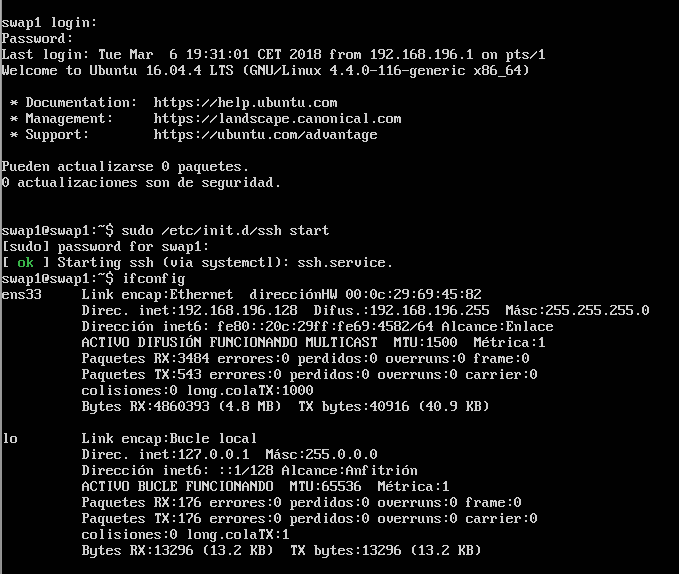 swap1 login:
Password:
Last login: Tue Mar  6 19:31:01 CET 2018 from 192.168.196.1 on pts/1
Welcome to Ubuntu 16.04.4 LTS (GNU/Linux 4.4.0-116-generic x86_64)
 * Documentation:  https://help.ubuntu.com
 * Management:     https://landscape.canonical.com
 * Support:        https://ubuntu.com/advantage
Pueden actualizarse 0 paquetes.
0 actualizaciones son de seguridad.
swap1@swap1:~$ sudo /etc/init.d/ssh start
[sudo] password for swap1:
[ ok ] Starting ssh (via systemctl): ssh.service.
swap1@swap1:~$ ifconfig
ens33     Link encap:Ethernet  direcciónHW 00:0c:29:69:45:82
          Direc. inet:192.168.196.128  Difus.:192.168.196.255  Másc:255.255.255.0
          Dirección inet6: fe80::20c:29ff:fe69:4582/64 Alcance:Enlace
          ACTIVO DIFUSIÓN FUNCIONANDO MULTICAST  MTU:1500  Métrica:1
          Paquetes RX:3484 errores:0 perdidos:0 overruns:0 frame:0
          Paquetes TX:543 errores:0 perdidos:0 overruns:0 carrier:0
          colisiones:0 long.colaTX:1000
          Bytes RX:4860393 (4.8 MB)  TX bytes:40916 (40.9 KB)
lo        Link encap:Bucle local
          Direc. inet:127.0.0.1  Másc:255.0.0.0
          Dirección inet6: ::1/128 Alcance:Anfitrión
          ACTIVO BUCLE FUNCIONANDO  MTU:65536  Métrica:1
          Paquetes RX:176 errores:0 perdidos:0 overruns:0 frame:0
          Paquetes TX:176 errores:0 perdidos:0 overruns:0 carrier:0
          colisiones:0 long.colaTX:1
          Bytes RX:13296 (13.2 KB)  TX bytes:13296 (13.2 KB)